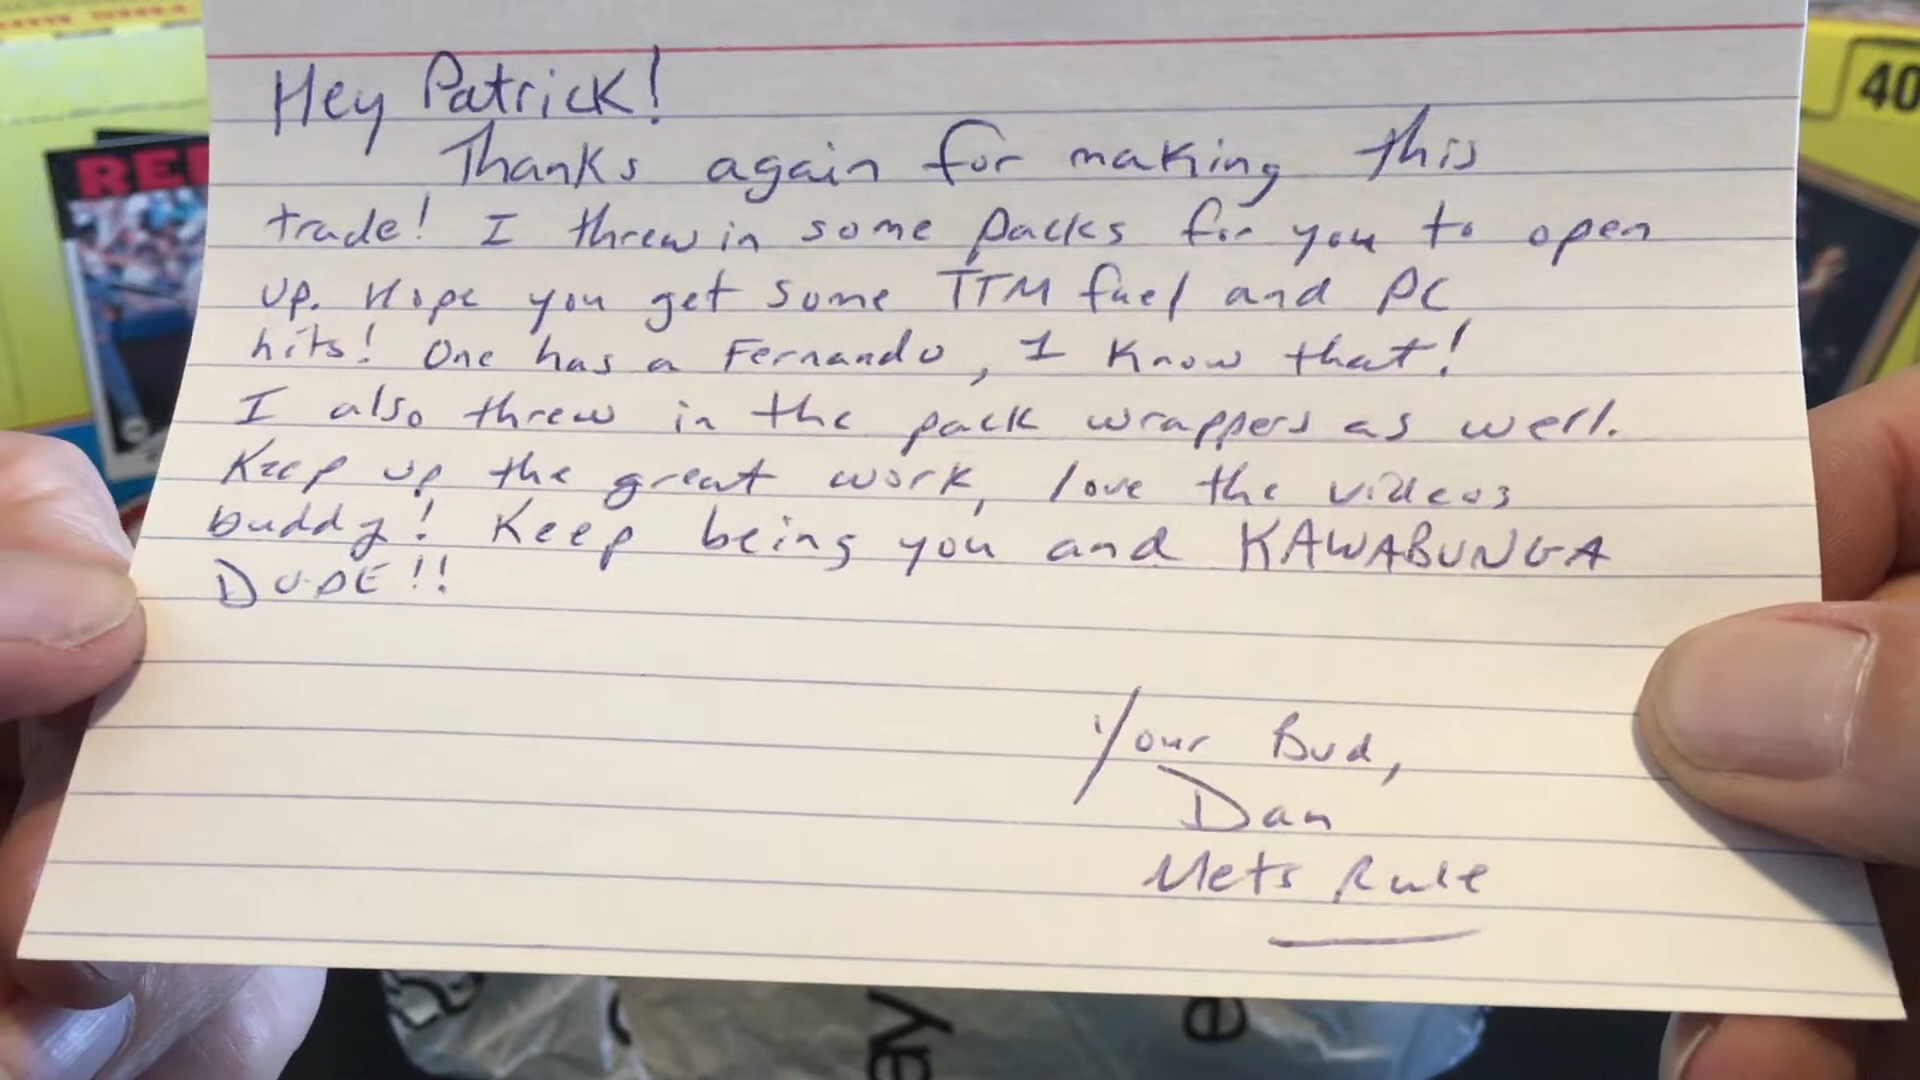 Hey Patrick!
Thanks again for making this
trade! I threw in some packs for you to open
up. Hope you get some TTM fuel and PC
hits! One has a Fernando, I know that!
I also threw in the pack wrappers as well.
Keep up the great work, love the videos
buddy! Keep being you and KAWABUNGA
DUDE!!
Your Bud,
Dan
Mets Rule
RE
40
ay
e